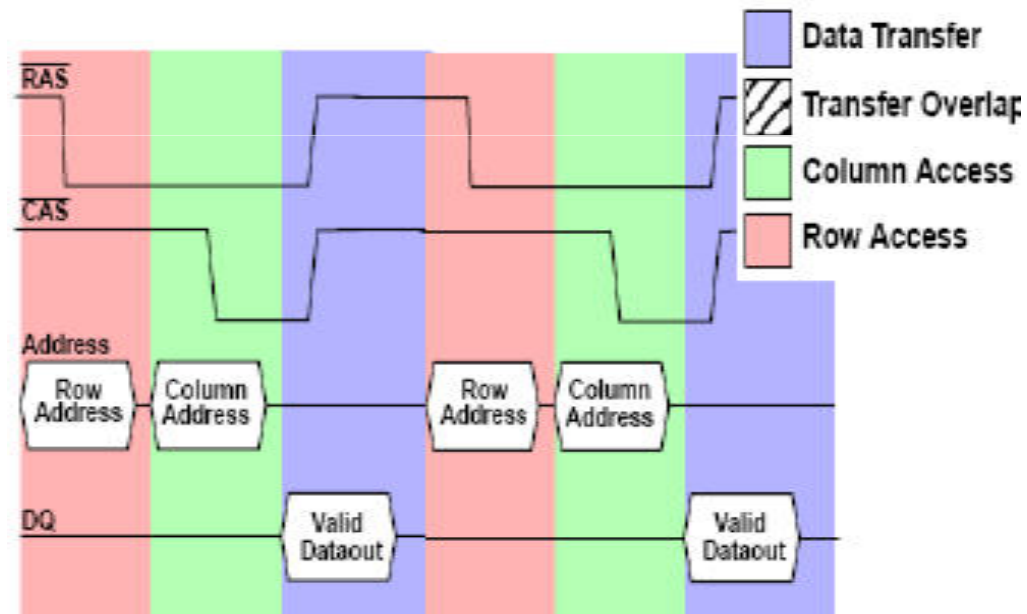 Data Transfer
Transfer Overlap
Column Access
Row Access
RAS
CAS
Address
Row
Address
Column
Address
Row
Address
Column
Address
DQ
Valid
Dataout
Valid
Dataout